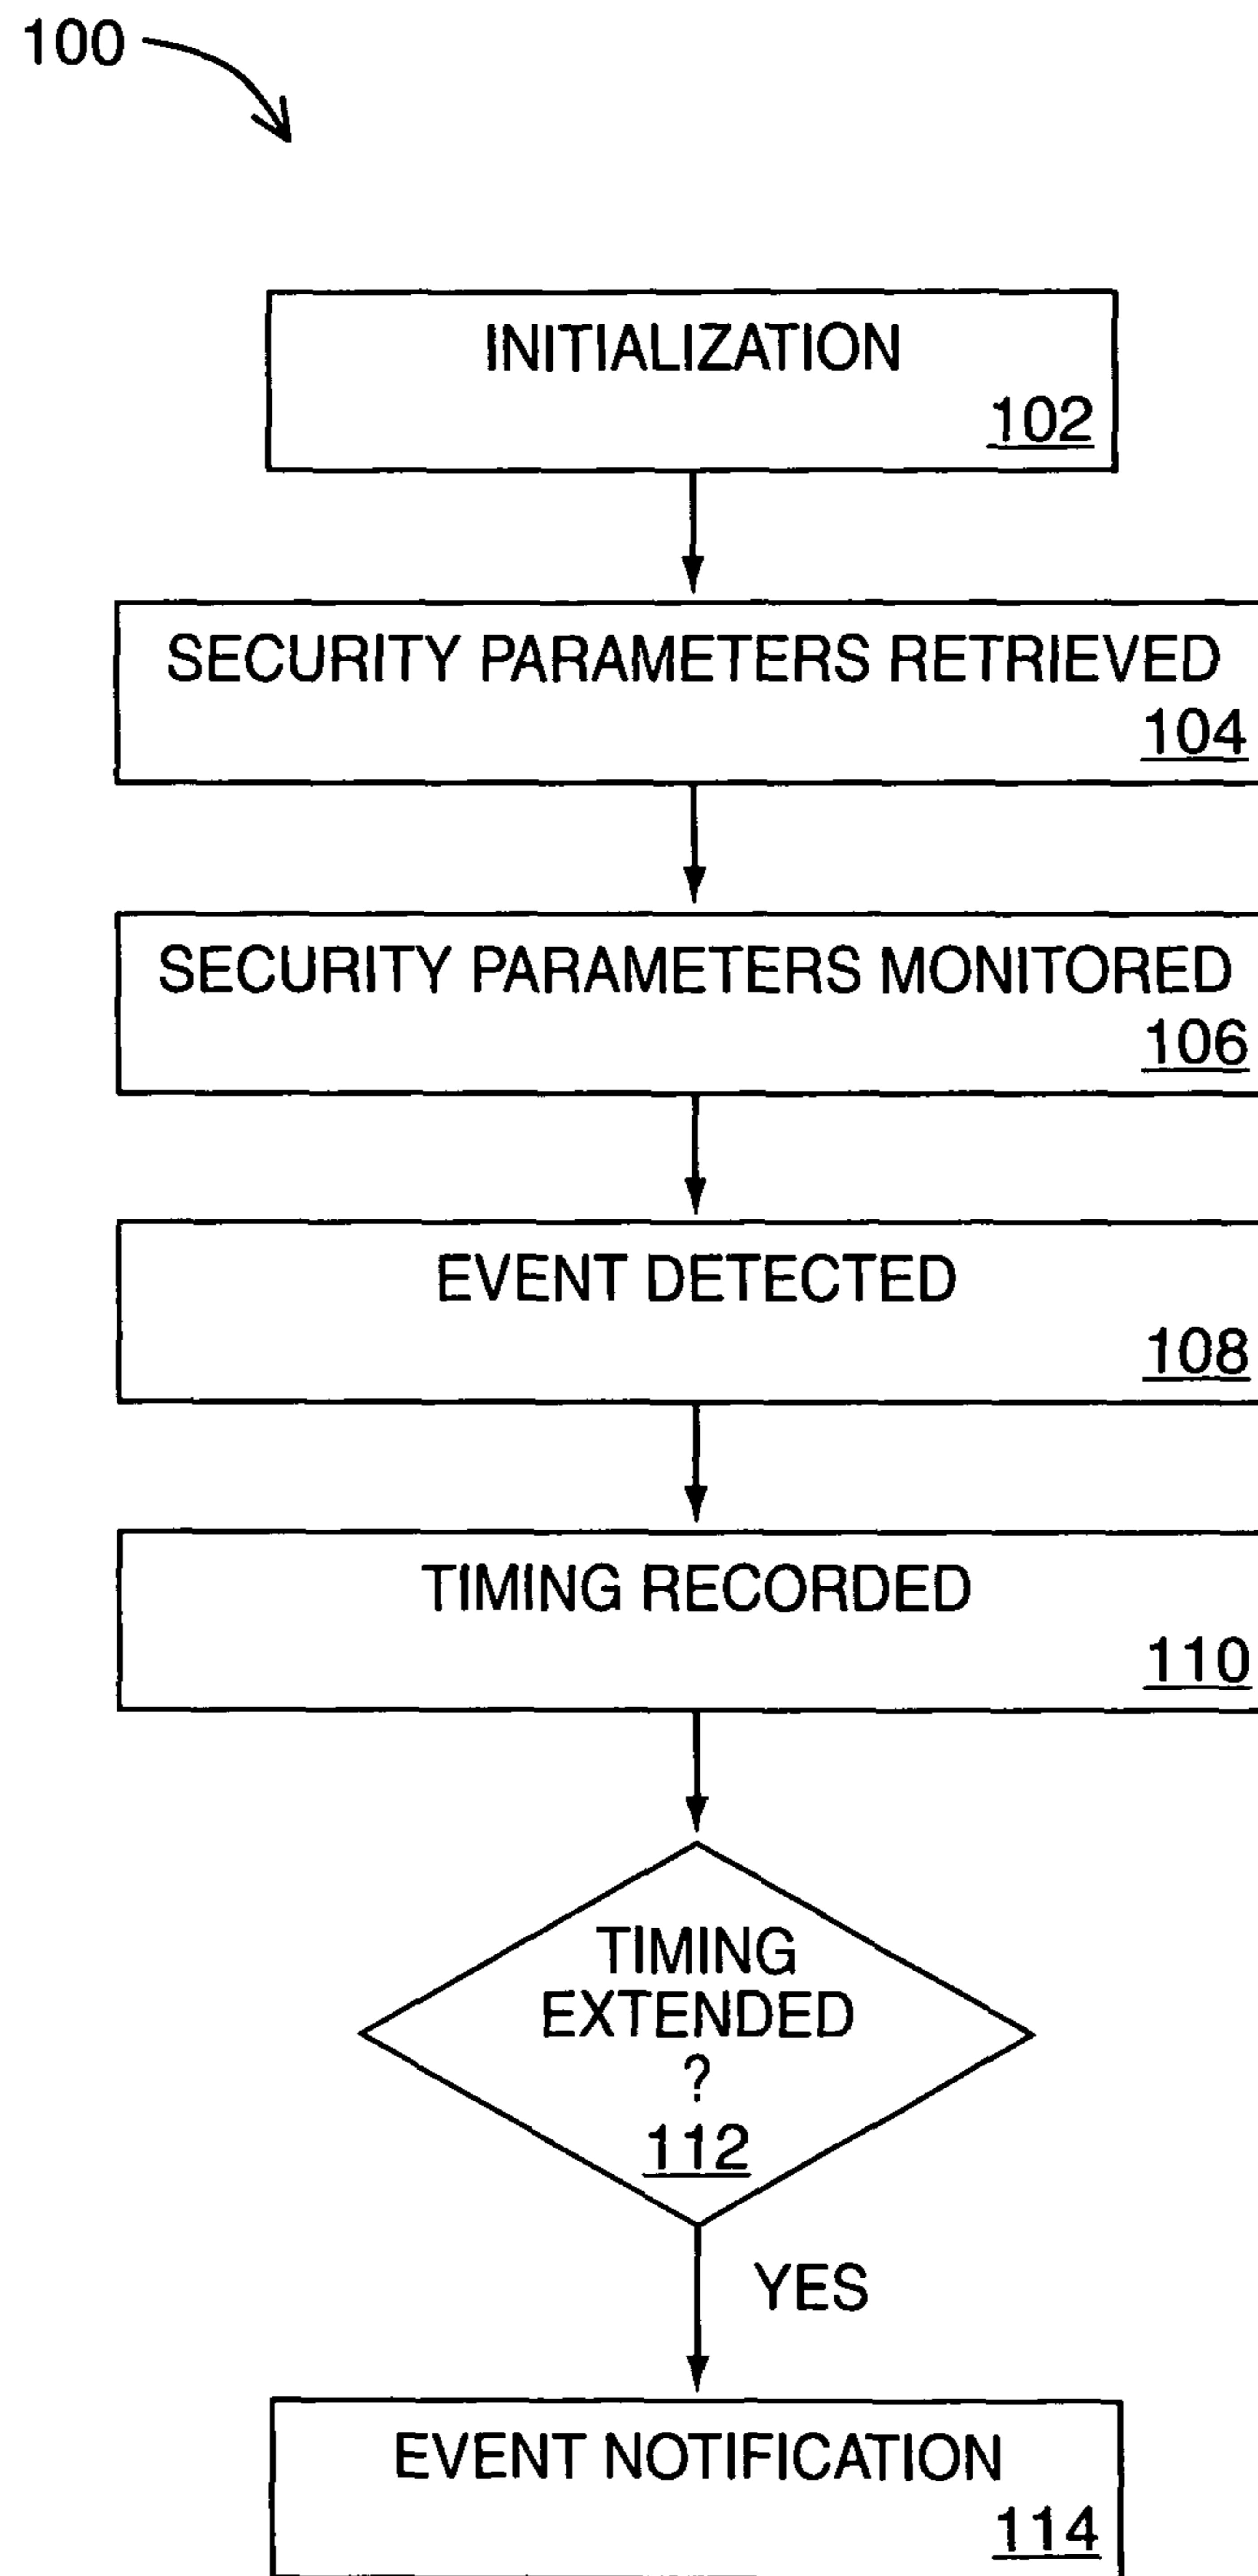 100
INITIALIZATION
102
SECURITY PARAMETERS RETRIEVED
104
SECURITY PARAMETERS MONITORED
106
EVENT DETECTED
108
TIMING RECORDED
110
TIMING
EXTENDED
?
112
YES
EVENT NOTIFICATION
114